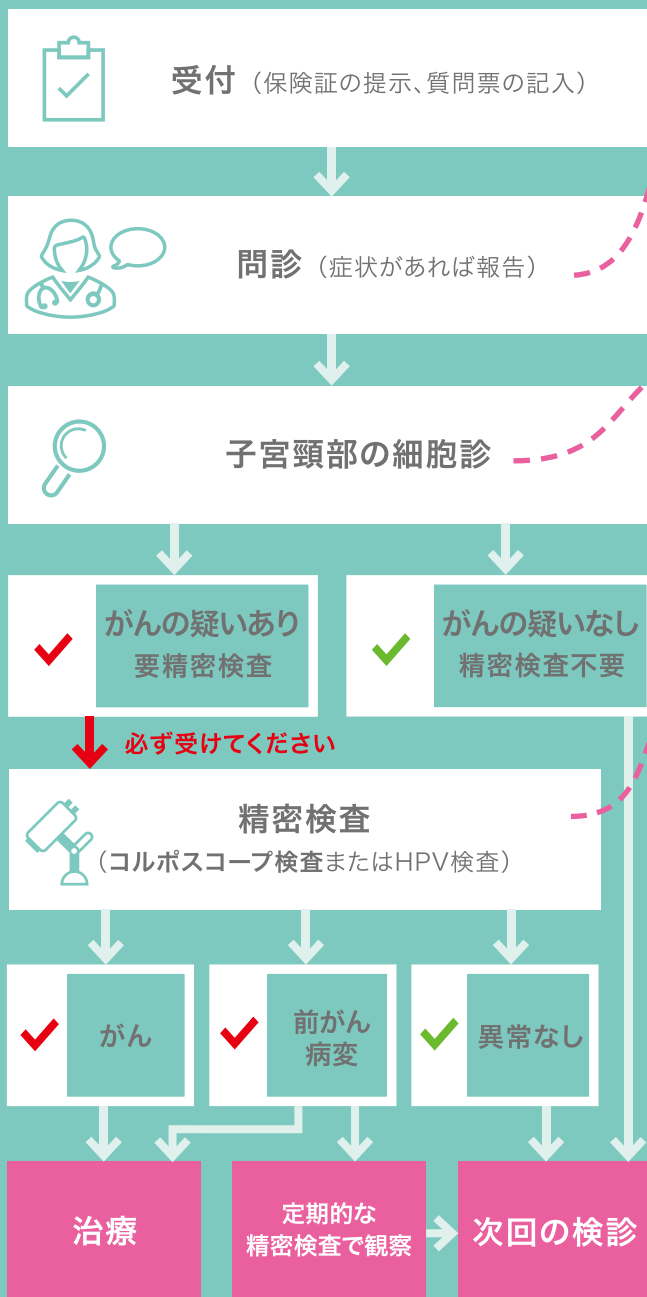 受付（保険証の提示、質問票の記入）
問診（症状があれば報告）
子宮頸部の細胞診
がんの疑いあり
要精密検査
がんの疑いなし
精密検査不要
必ず受けてください
精密検査
（コルポスコープ検査またはHPV検査）
がん
前がん
病変
異常なし
治療
定期的な
精密検査で観察
次回の検診